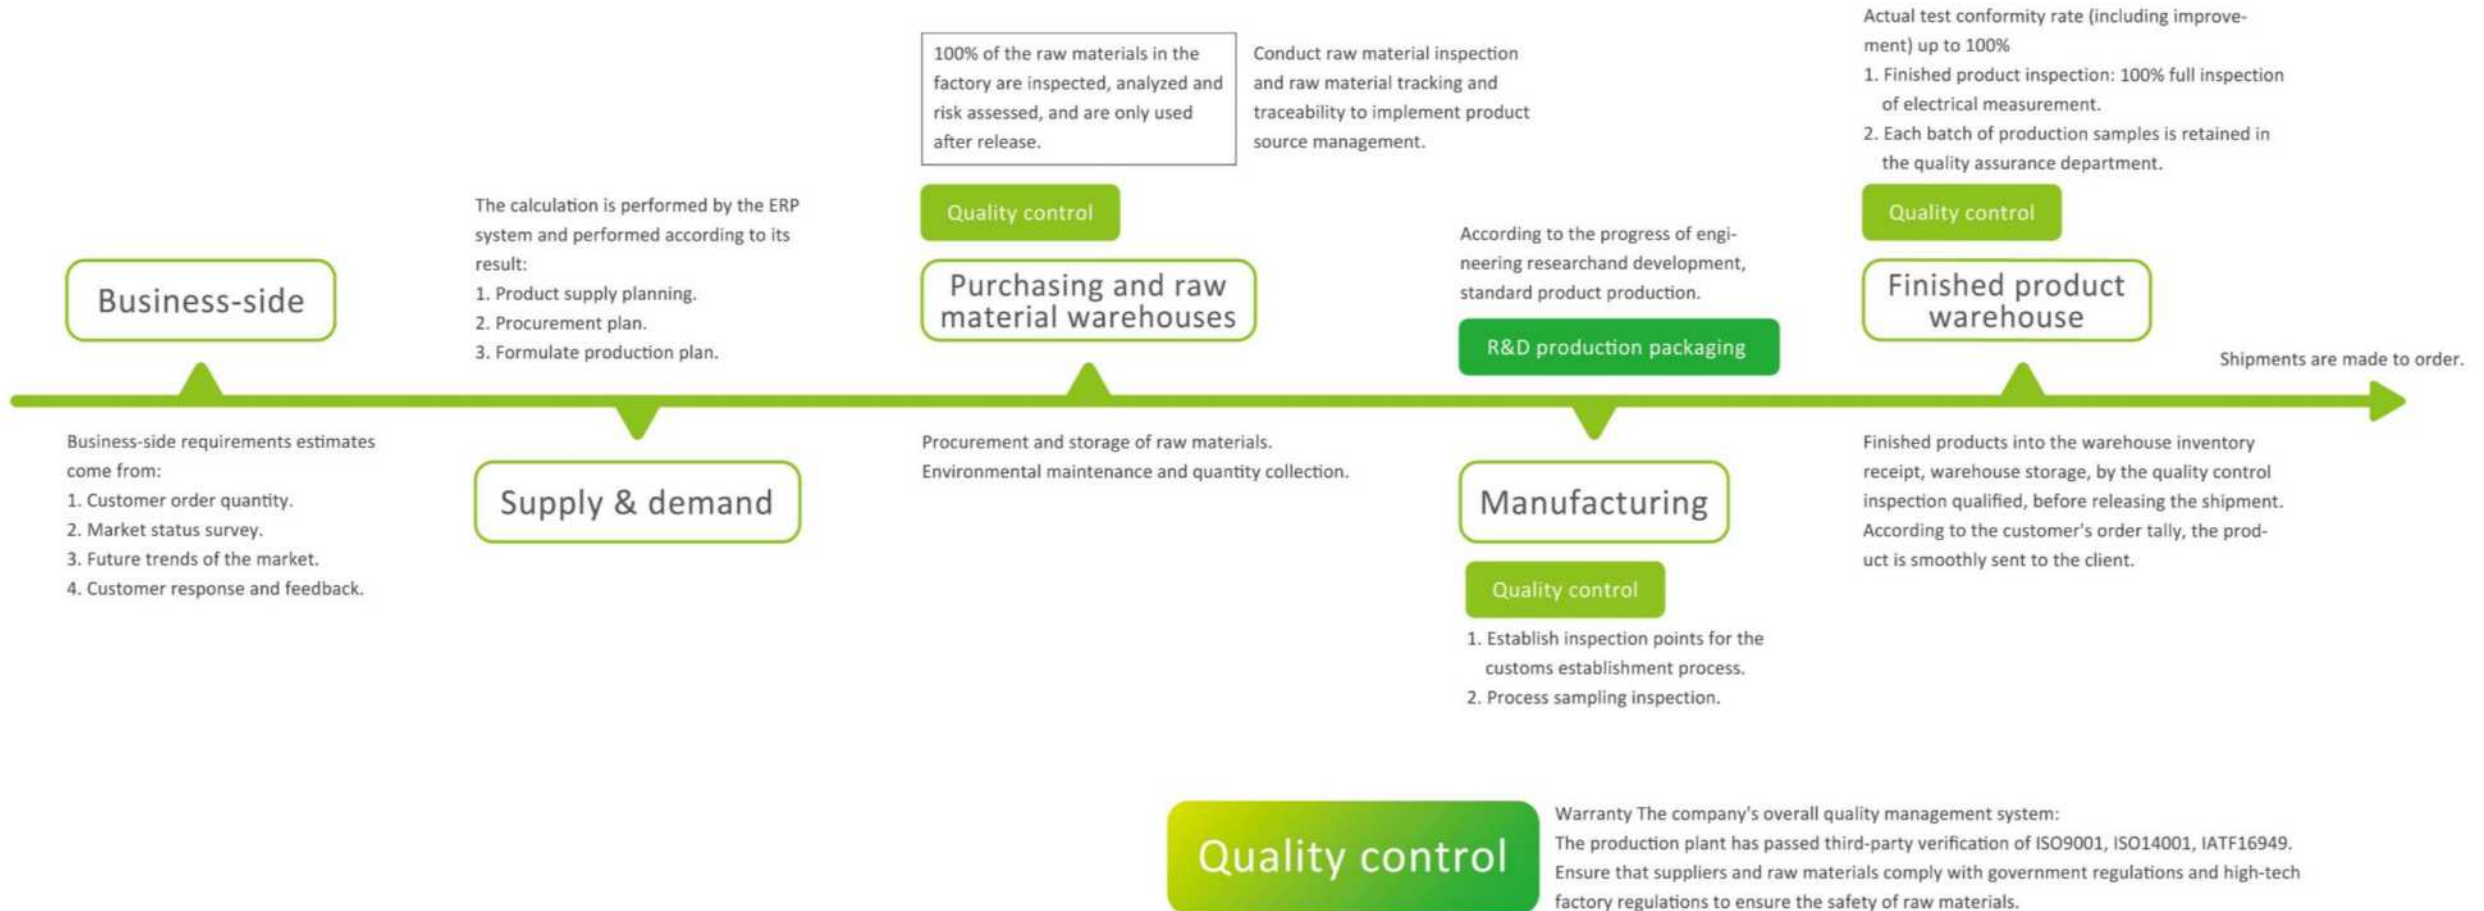 Business-side
Business-side requirements estimates
come from:
1. Customer order quantity.
2. Market status survey.
3. Future trends of the market.
4. Customer response and feedback.
The calculation is performed by the ERP
system and performed according to its
result:
1. Product supply planning.
2. Procurement plan.
3. Formulate production plan.
Supply & demand
100% of the raw materials in the
factory are inspected, analyzed and
risk assessed, and are only used
after release.
Conduct raw material inspection
and raw material tracking and
traceability to implement product
source management.
Quality control
Purchasing and raw
material warehouses
Procurement and storage of raw materials.
Environmental maintenance and quantity collection.
According to the progress of engi-
neering researchand development,
standard product production.
R&D production packaging
Manufacturing
Quality control
1. Establish inspection points for the
customs establishment process.
2. Process sampling inspection.
Actual test conformity rate (including improve-
ment) up to 100%
1. Finished product inspection: 100% full inspection
of electrical measurement.
2. Each batch of production samples is retained in
the quality assurance department.
Quality control
Finished product
warehouse
Finished products into the warehouse inventory
receipt, warehouse storage, by the quality control
inspection qualified, before releasing the shipment.
According to the customer's order tally, the prod-
uct is smoothly sent to the client.
Shipments are made to order.
Quality control
Warranty The company's overall quality management system:
The production plant has passed third-party verification of ISO9001, ISO14001, IATF16949.
Ensure that suppliers and raw materials comply with government regulations and high-tech
factory regulations to ensure the safety of raw materials.